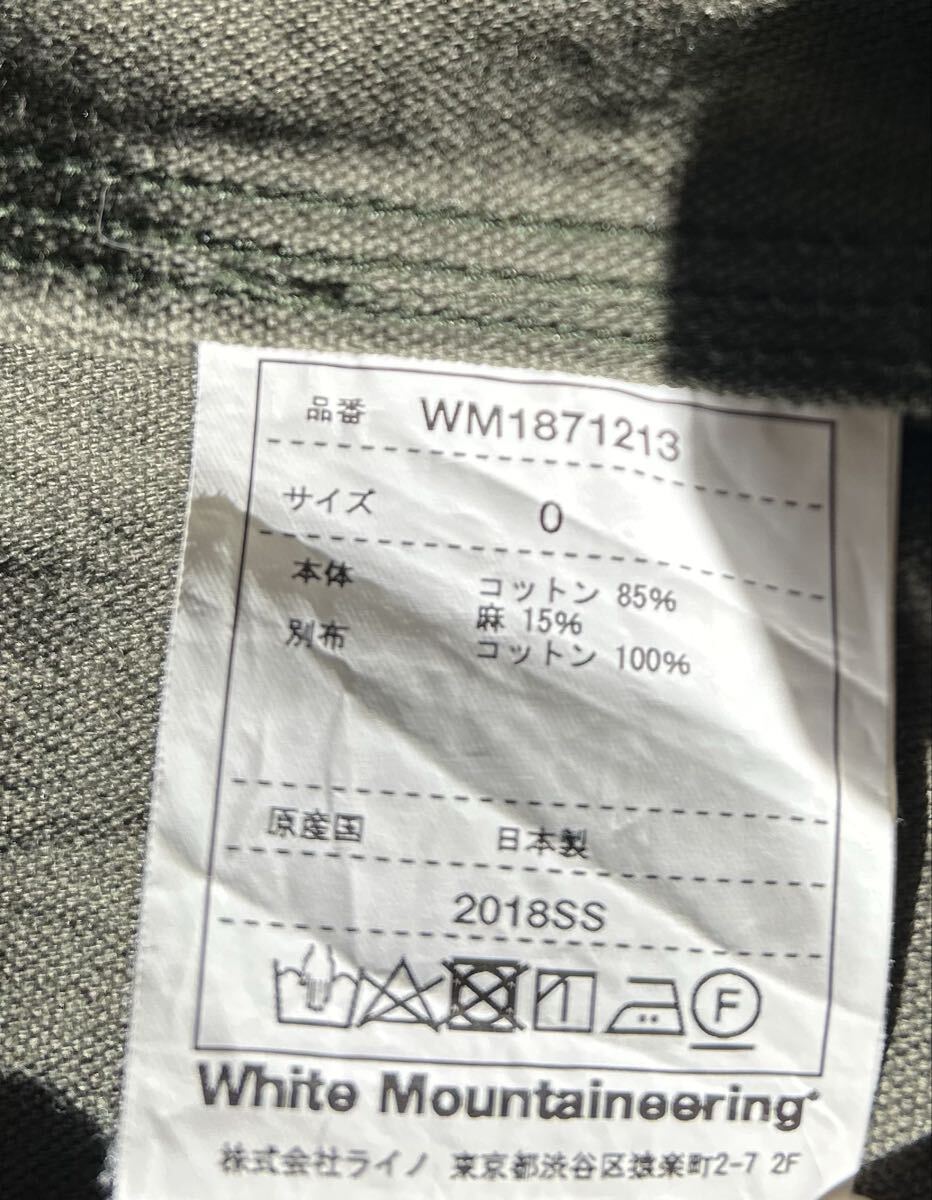 品番 WM1871213
サイズ 0
本体 コットン 85%
麻 15%
別布 コットン 100%
原産国 日本製
2018SS
F
White Mountaineering
株式会社ライノ 東京都渋谷区猿楽町2-7 2F